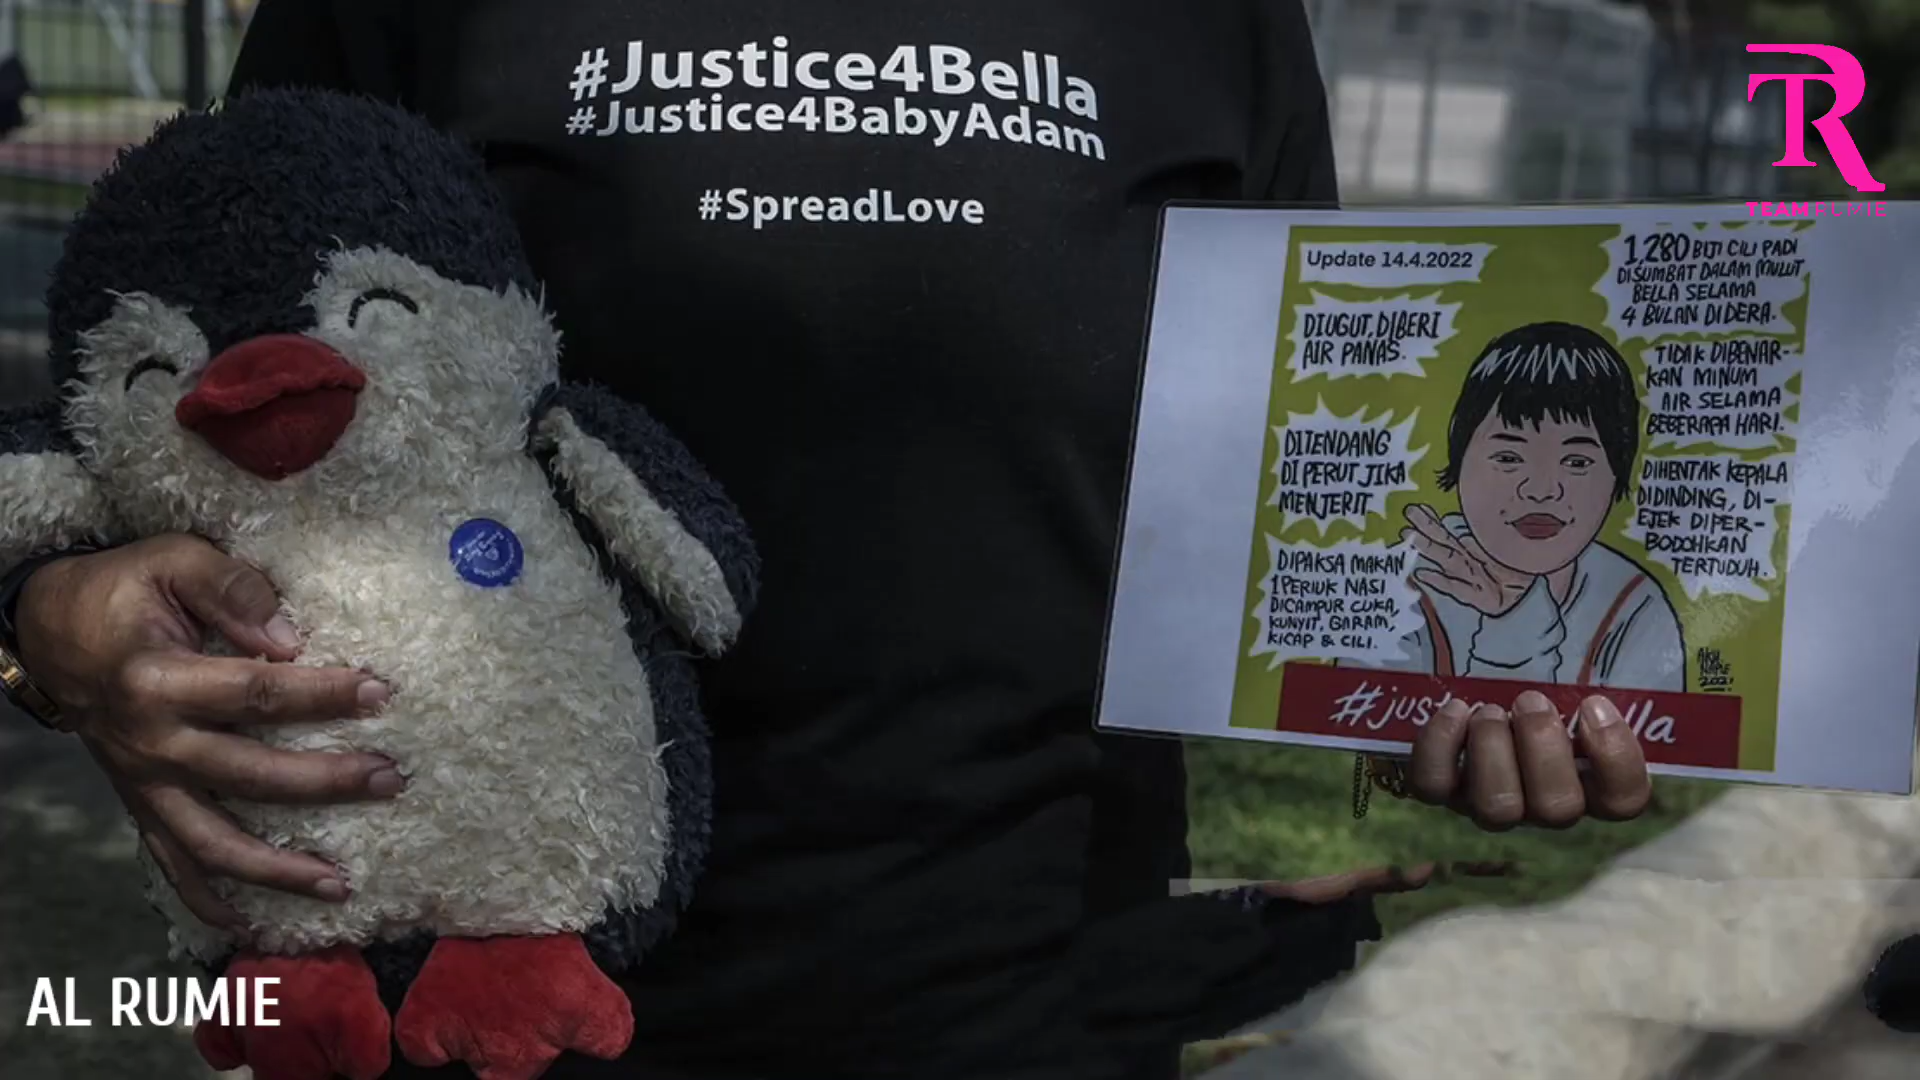 #Justice4Bella
#Justice4BabyAdam
#SpreadLove
TR
TEAM RUMIE
Update 14.4.2022
DIUGUT, DIBERI
AIR PANAS.
DITENDANG
DI PERUT JIKA
MENJERIT
DIPAKSA MAKAN
1 PERIUK NASI
DICAMPUR CUKA,
KUNYIT, GARAM,
KICAP & CILI.
1,280 BIJI CILI PADI
DISUMBAT DALAM MULUT
BELLA SELAMA
4 BULAN DIDERA.
TIDAK DIBENAR-
KAN MINUM
AIR SELAMA
BEBERAPA HARI.
DIHENTAK KEPALA
DIDINDING, DI-
EJEK DIPER-
BODOHKAN
TERTUDUH.
#jus lla
AL RUMIE